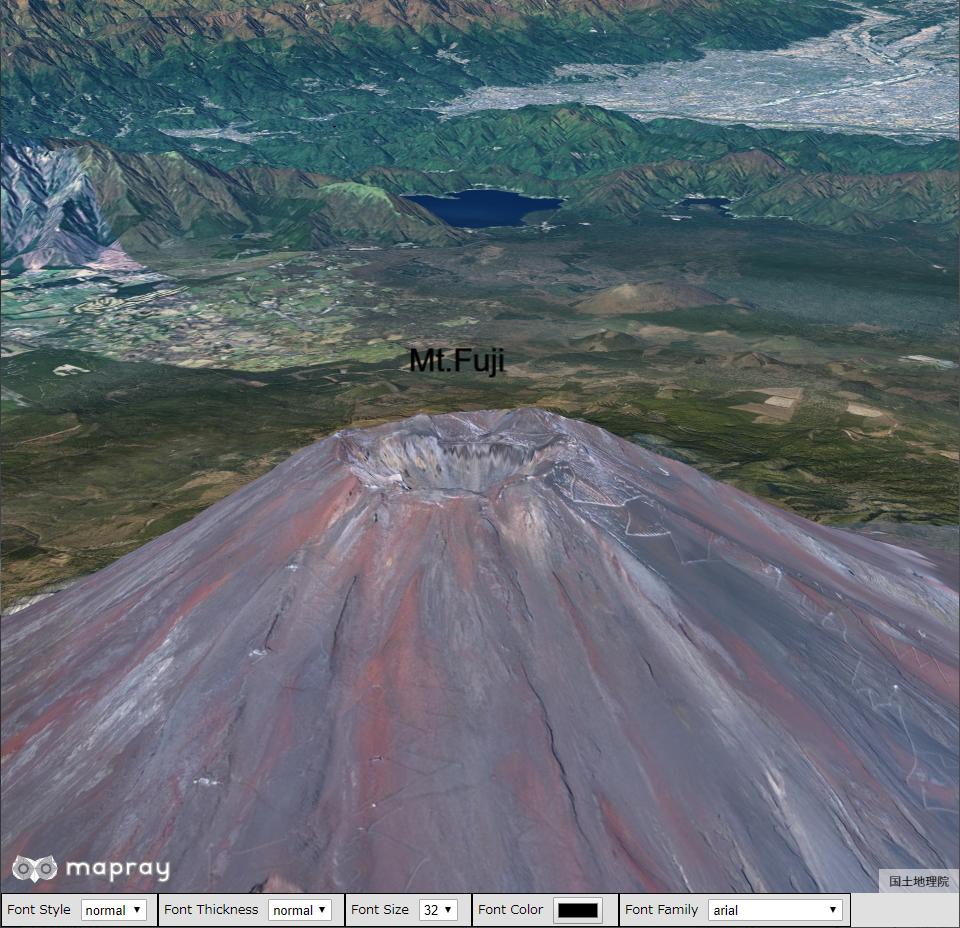 Mt.Fuji
mapray
国土地理院
Font Style normal Font Thickness normal Font Size 32 Font Color Font Family arial